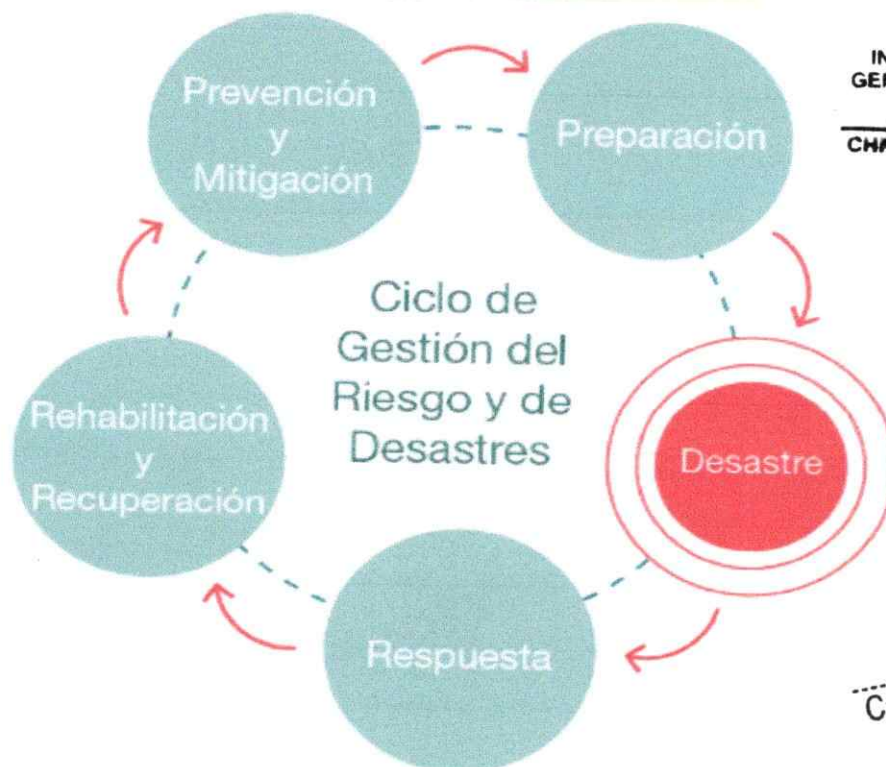 Prevención
y
Mitigación
Preparación
Ciclo de
Gestión del
Riesgo y de
Desastres
Desastre
Respuesta
Rehabilitación
y
Recuperación